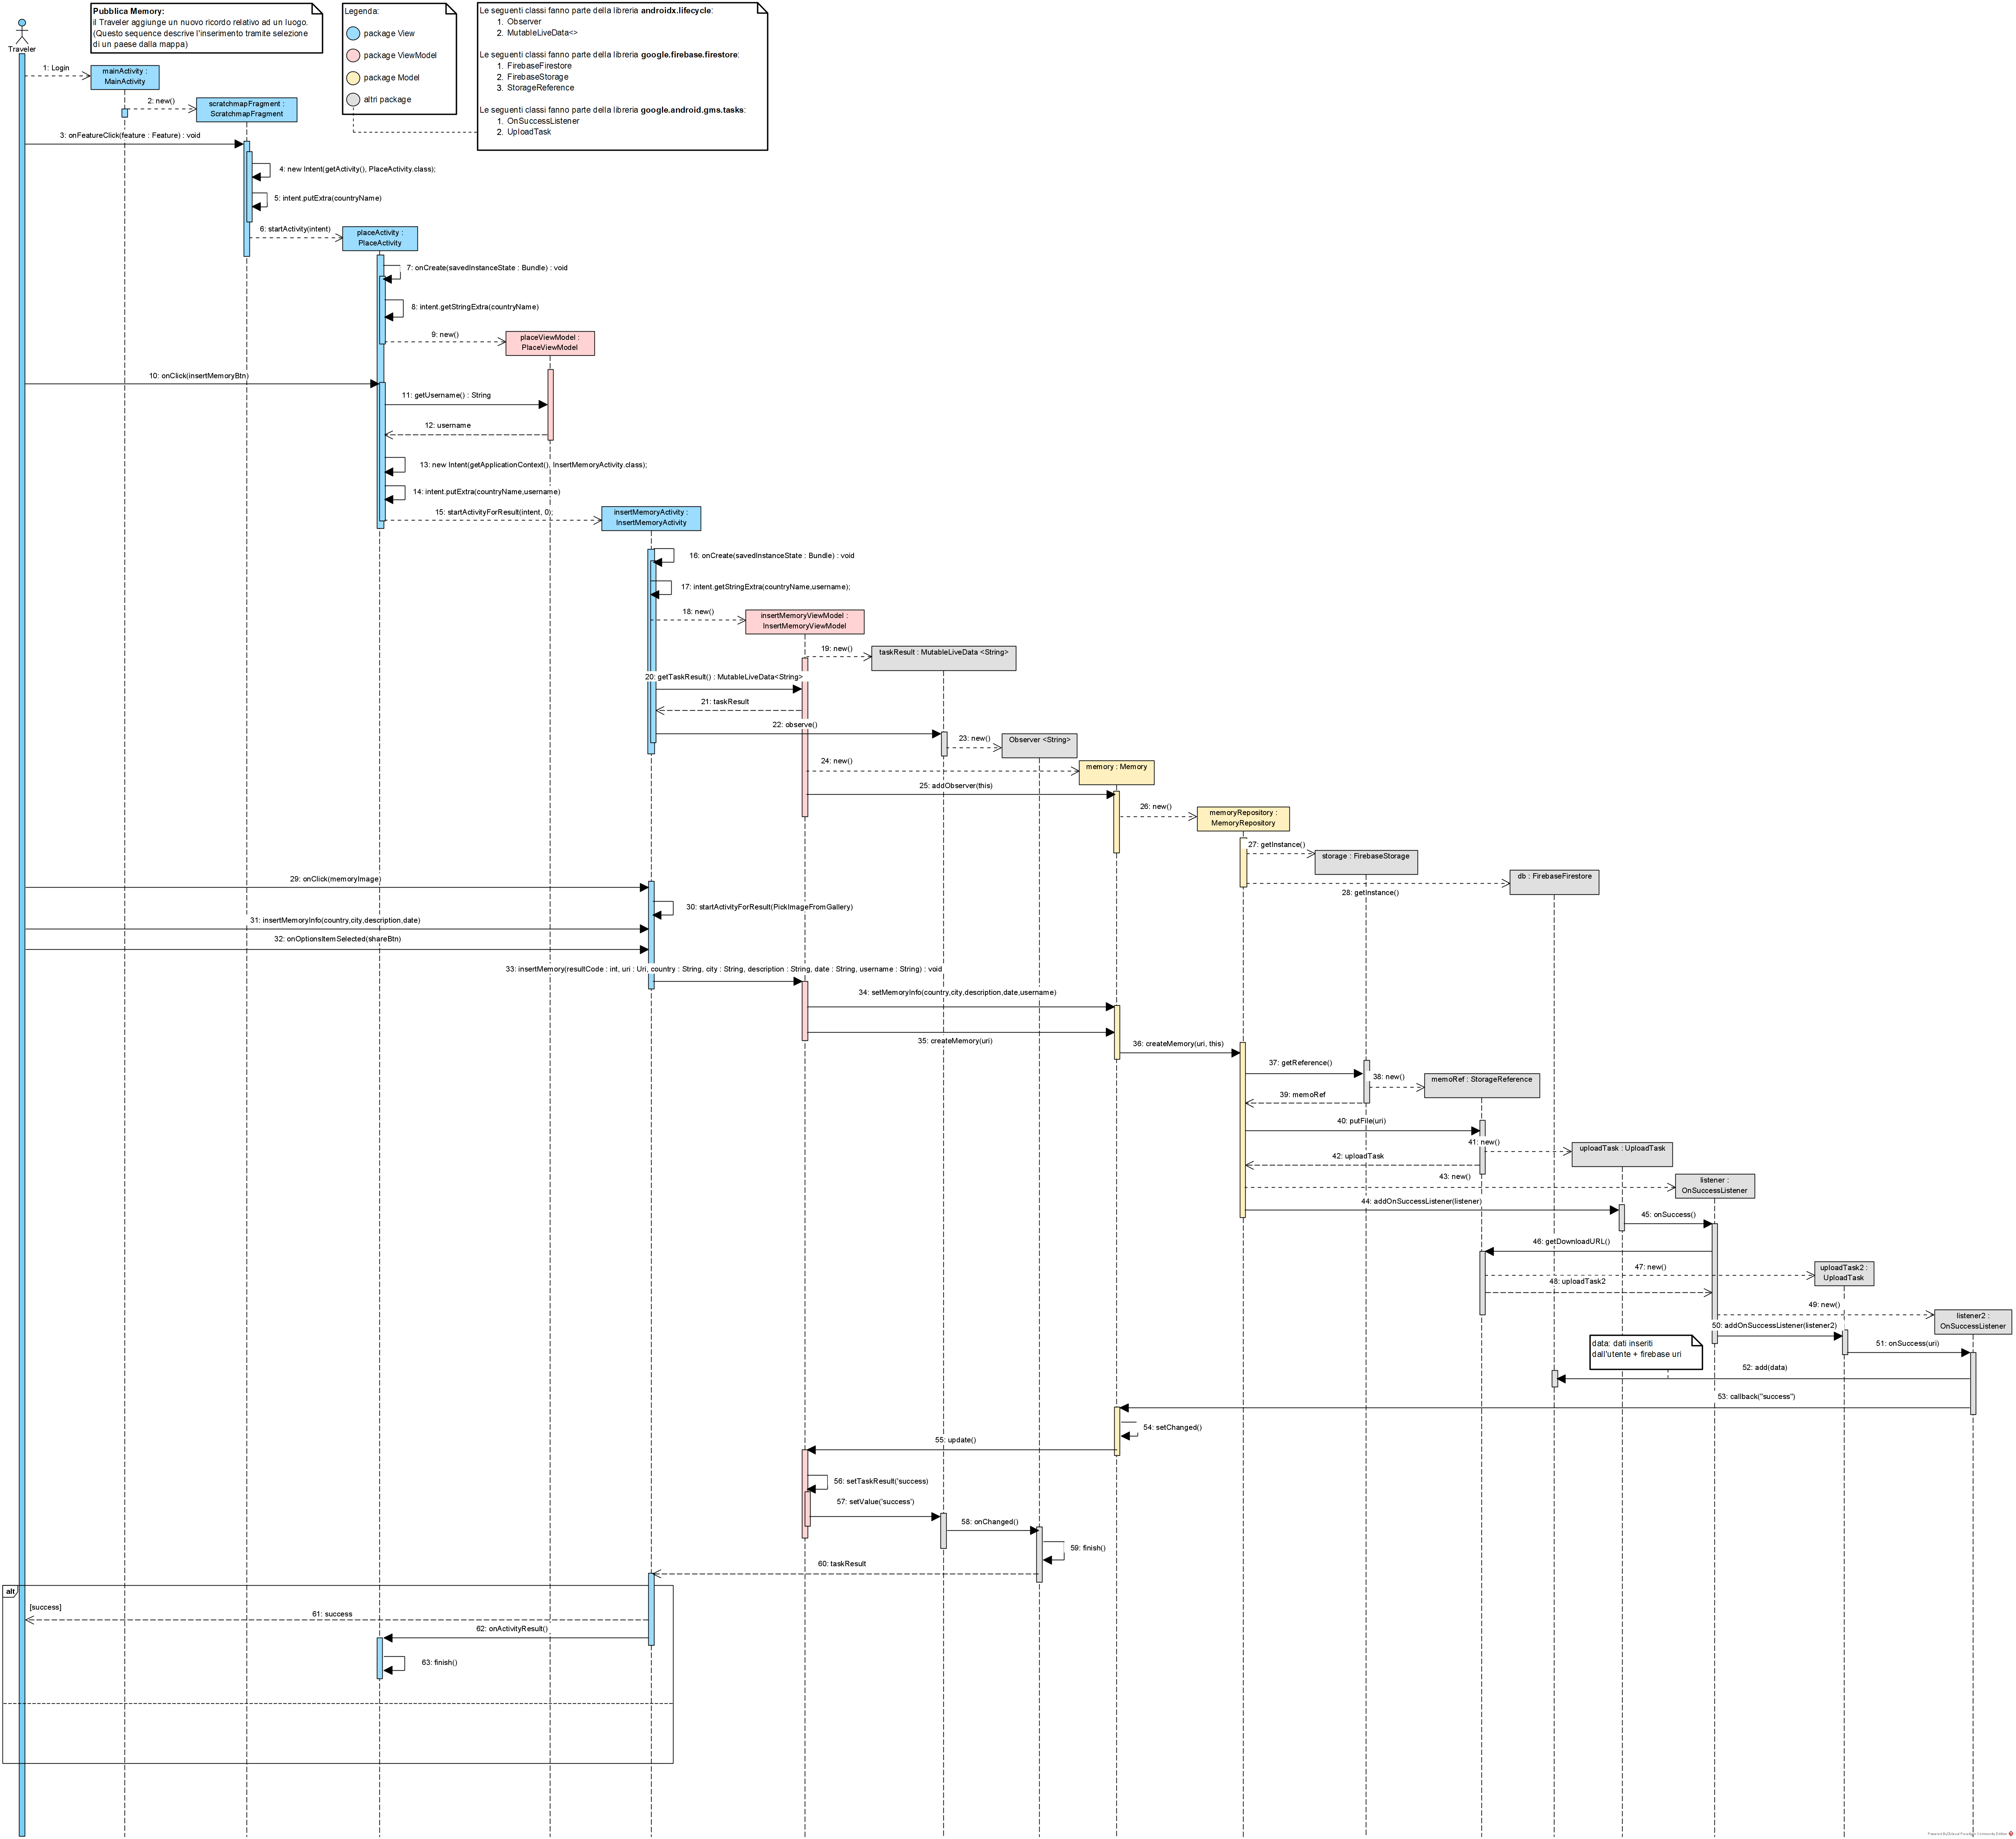 Pubblica Memory:
il Traveler aggiunge un nuovo ricordo relativo ad un luogo.
(Questo sequence descrive l'inserimento tramite selezione
di un paese dalla mappa)
Legenda:
package View
package ViewModel
package Model
altri package
Le seguenti classi fanno parte della libreria androidx.lifecycle:
1. Observer
2. MutableLiveData<>
Le seguenti classi fanno parte della libreria google.firebase.firestore:
1. FirebaseFirestore
2. FirebaseStorage
3. StorageReference
Le seguenti classi fanno parte della libreria google.android.gms.tasks:
1. OnSuccessListener
2. UploadTask
Traveler
1: Login
mainActivity :
MainActivity
2: new()
scratchmapFragment :
ScratchmapFragment
3: onFeatureClick(feature : Feature) : void
4: new Intent(getActivity(), PlaceActivity.class);
5: intent.putExtra(countryName)
6: startActivity(intent)
placeActivity :
PlaceActivity
7: onCreate(savedInstanceState : Bundle) : void
8: intent.getStringExtra(countryName)
9: new()
placeViewModel :
PlaceViewModel
10: onClick(insertMemoryBtn)
11: getUsername() : String
12: username
13: new Intent(getApplicationContext(), InsertMemoryActivity.class);
14: intent.putExtra(countryName,username)
15: startActivityForResult(intent, 0);
insertMemoryActivity :
InsertMemoryActivity
16: onCreate(savedInstanceState : Bundle) : void
17: intent.getStringExtra(countryName,username);
18: new()
insertMemoryViewModel :
InsertMemoryViewModel
19: new()
taskResult : MutableLiveData <String>
20: getTaskResult() : MutableLiveData<String>
21: taskResult
22: observe()
23: new()
Observer <String>
24: new()
memory : Memory
25: addObserver(this)
26: new()
memoryRepository :
MemoryRepository
27: getInstance()
storage : FirebaseStorage
28: getInstance()
db : FirebaseFirestore
29: onClick(memoryImage)
30: startActivityForResult(PickImageFromGallery)
31: insertMemoryInfo(country,city,description,date)
32: onOptionsItemSelected(shareBtn)
33: insertMemory(resultCode : int, uri : Uri, country : String, city : String, description : String, date : String, username : String) : void
34: setMemoryInfo(country,city,description,date,username)
35: createMemory(uri)
36: createMemory(uri, this)
37: getReference()
38: new()
memoRef : StorageReference
39: memoRef
40: putFile(uri)
41: new()
uploadTask : UploadTask
42: uploadTask
43: new()
listener :
OnSuccessListener
44: addOnSuccessListener(listener)
45: onSuccess()
46: getDownloadURL()
47: new()
uploadTask2 :
UploadTask
48: uploadTask2
49: new()
listener2 :
OnSuccessListener
50: addOnSuccessListener(listener2)
51: onSuccess(uri)
data: dati inseriti
dall'utente + firebase uri
52: add(data)
53: callback("success")
54: setChanged()
55: update()
56: setTaskResult('success)
57: setValue('success')
58: onChanged()
59: finish()
60: taskResult
alt
[success]
61: success
62: onActivityResult()
63: finish()
Powered By Visual Paradigm Community Edition